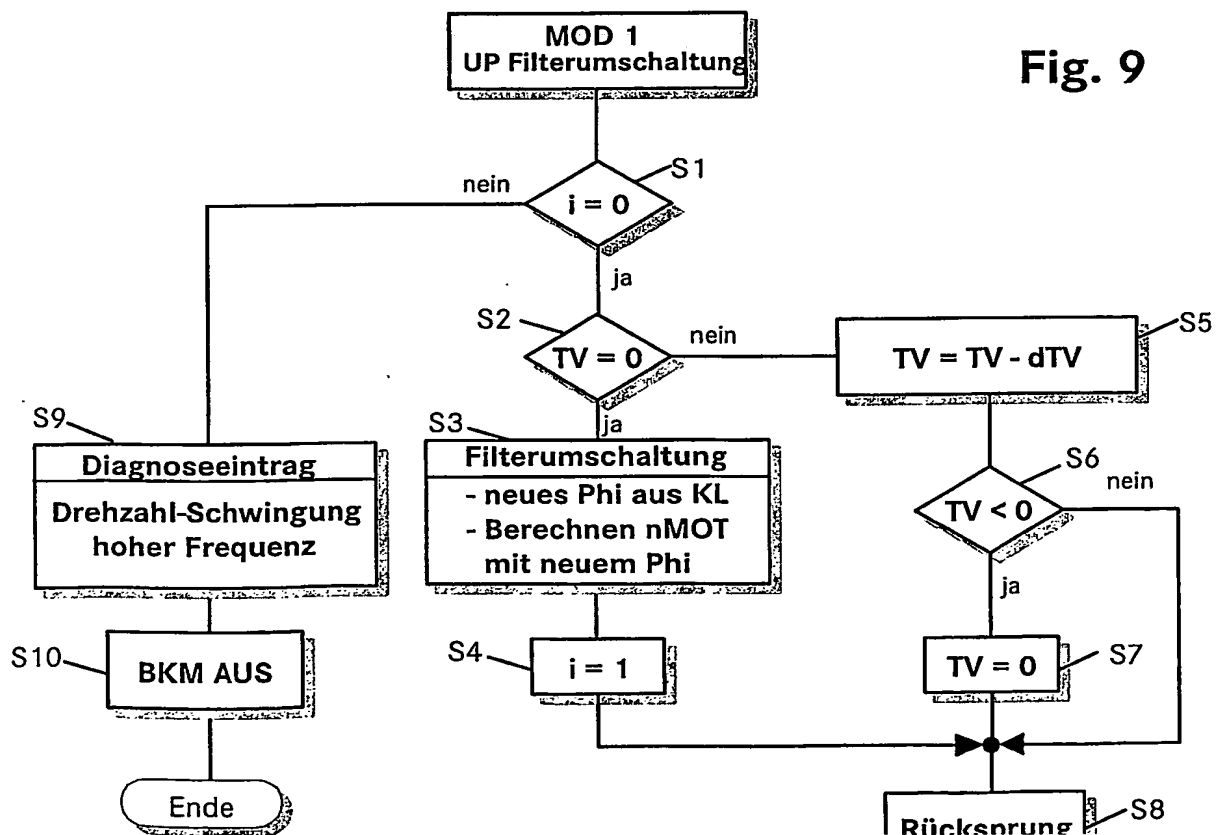 MOD 1
UP Filterumschaltung
Fig. 9
S1
nein
i = 0
ja
S2
TV = 0
nein
TV = TV - dTV
S5
ja
S9
Diagnoseeintrag
Drehzahl-Schwingung
hoher Frequenz
S3
Filterumschaltung
- neues Phi aus KL
- Berechnen nMOT
mit neuem Phi
S6
TV < 0
nein
ja
S10
BKM AUS
S4
i = 1
TV = 0
S7
Ende
Rücksprung
S8